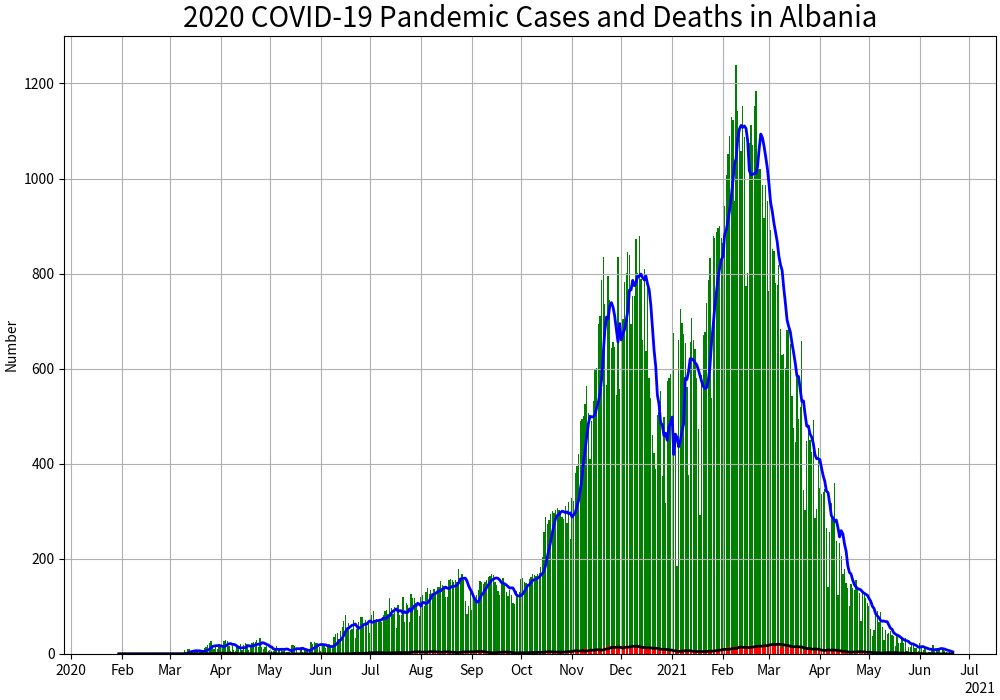 2020 COVID-19 Pandemic Cases and Deaths in Albania
Number
1200
1000
800
600
400
200
0
2020 Feb Mar Apr May Jun Jul Aug Sep Oct Nov Dec 2021 Feb Mar Apr May Jun Jul
2021